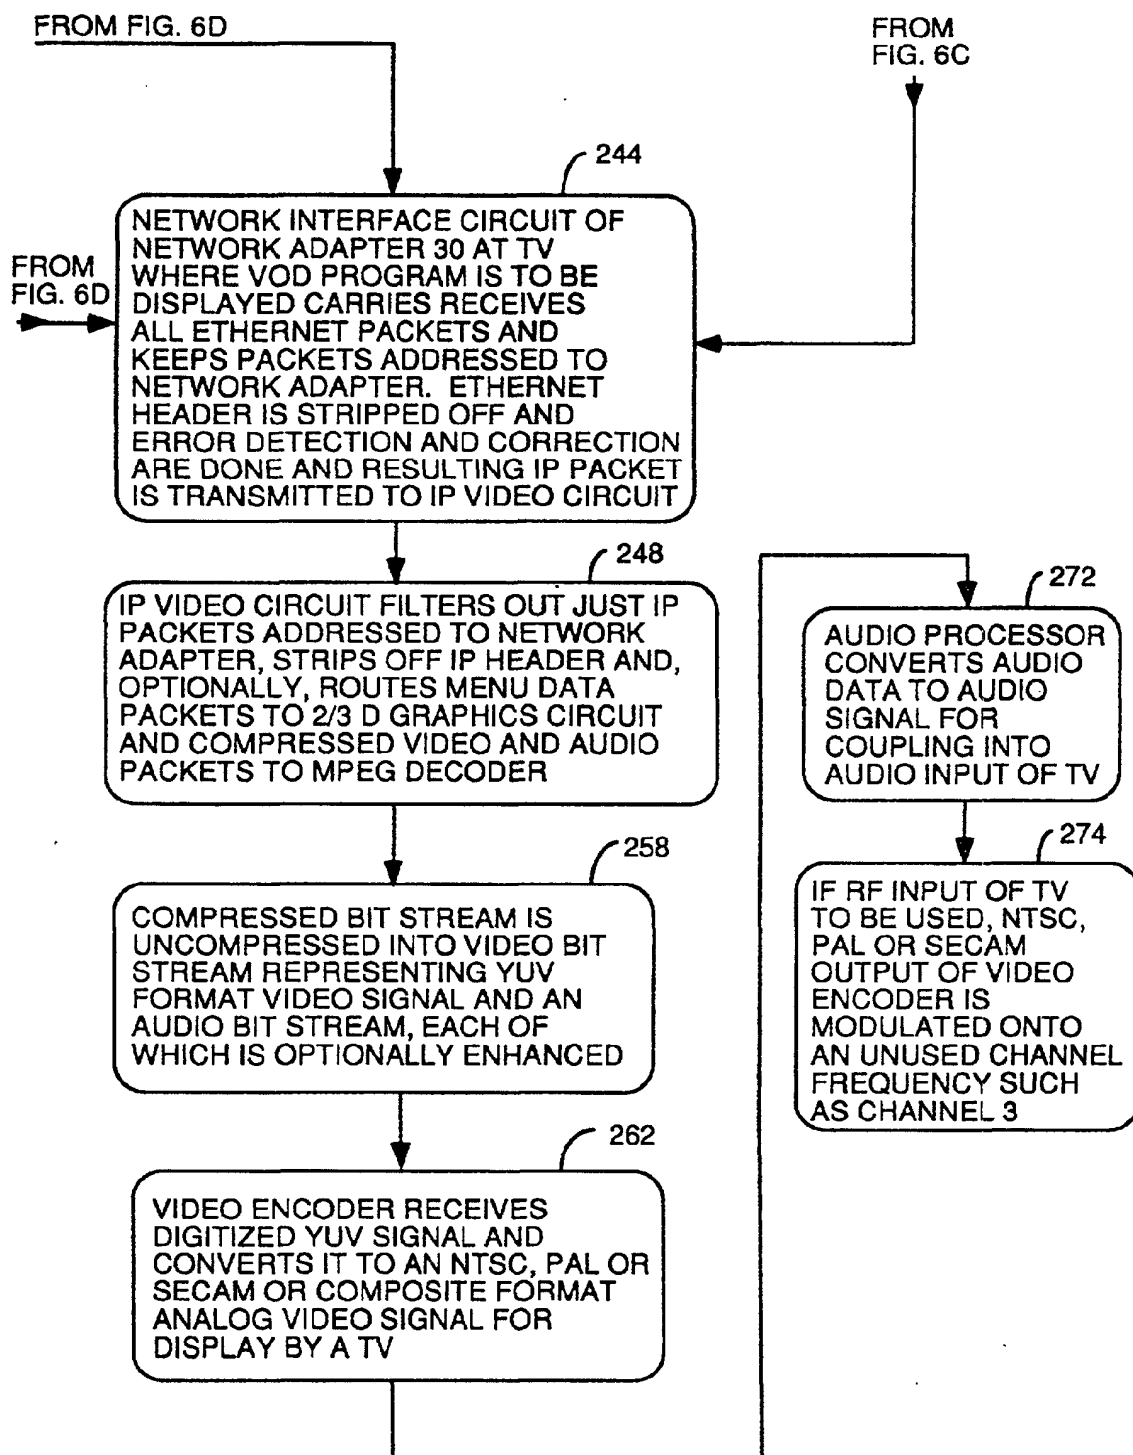 FROM FIG. 6D
FROM
FIG. 6C
244
NETWORK INTERFACE CIRCUIT OF
NETWORK ADAPTER 30 AT TV
WHERE VOD PROGRAM IS TO BE
DISPLAYED CARRIES RECEIVES
ALL ETHERNET PACKETS AND
KEEPS PACKETS ADDRESSED TO
NETWORK ADAPTER. ETHERNET
HEADER IS STRIPPED OFF AND
ERROR DETECTION AND CORRECTION
ARE DONE AND RESULTING IP PACKET
IS TRANSMITTED TO IP VIDEO CIRCUIT
FROM
FIG. 6D
248
IP VIDEO CIRCUIT FILTERS OUT JUST IP
PACKETS ADDRESSED TO NETWORK
ADAPTER, STRIPS OFF IP HEADER AND,
OPTIONALLY, ROUTES MENU DATA
PACKETS TO 2/3 D GRAPHICS CIRCUIT
AND COMPRESSED VIDEO AND AUDIO
PACKETS TO MPEG DECODER
258
COMPRESSED BIT STREAM IS
UNCOMPRESSED INTO VIDEO BIT
STREAM REPRESENTING YUV
FORMAT VIDEO SIGNAL AND AN
AUDIO BIT STREAM, EACH OF
WHICH IS OPTIONALLY ENHANCED
262
VIDEO ENCODER RECEIVES
DIGITIZED YUV SIGNAL AND
CONVERTS IT TO AN NTSC, PAL OR
SECAM OR COMPOSITE FORMAT
ANALOG VIDEO SIGNAL FOR
DISPLAY BY A TV
272
AUDIO PROCESSOR
CONVERTS AUDIO
DATA TO AUDIO
SIGNAL FOR
COUPLING INTO
AUDIO INPUT OF TV
274
IF RF INPUT OF TV
TO BE USED, NTSC,
PAL OR SECAM
OUTPUT OF VIDEO
ENCODER IS
MODULATED ONTO
AN UNUSED CHANNEL
FREQUENCY SUCH
AS CHANNEL 3